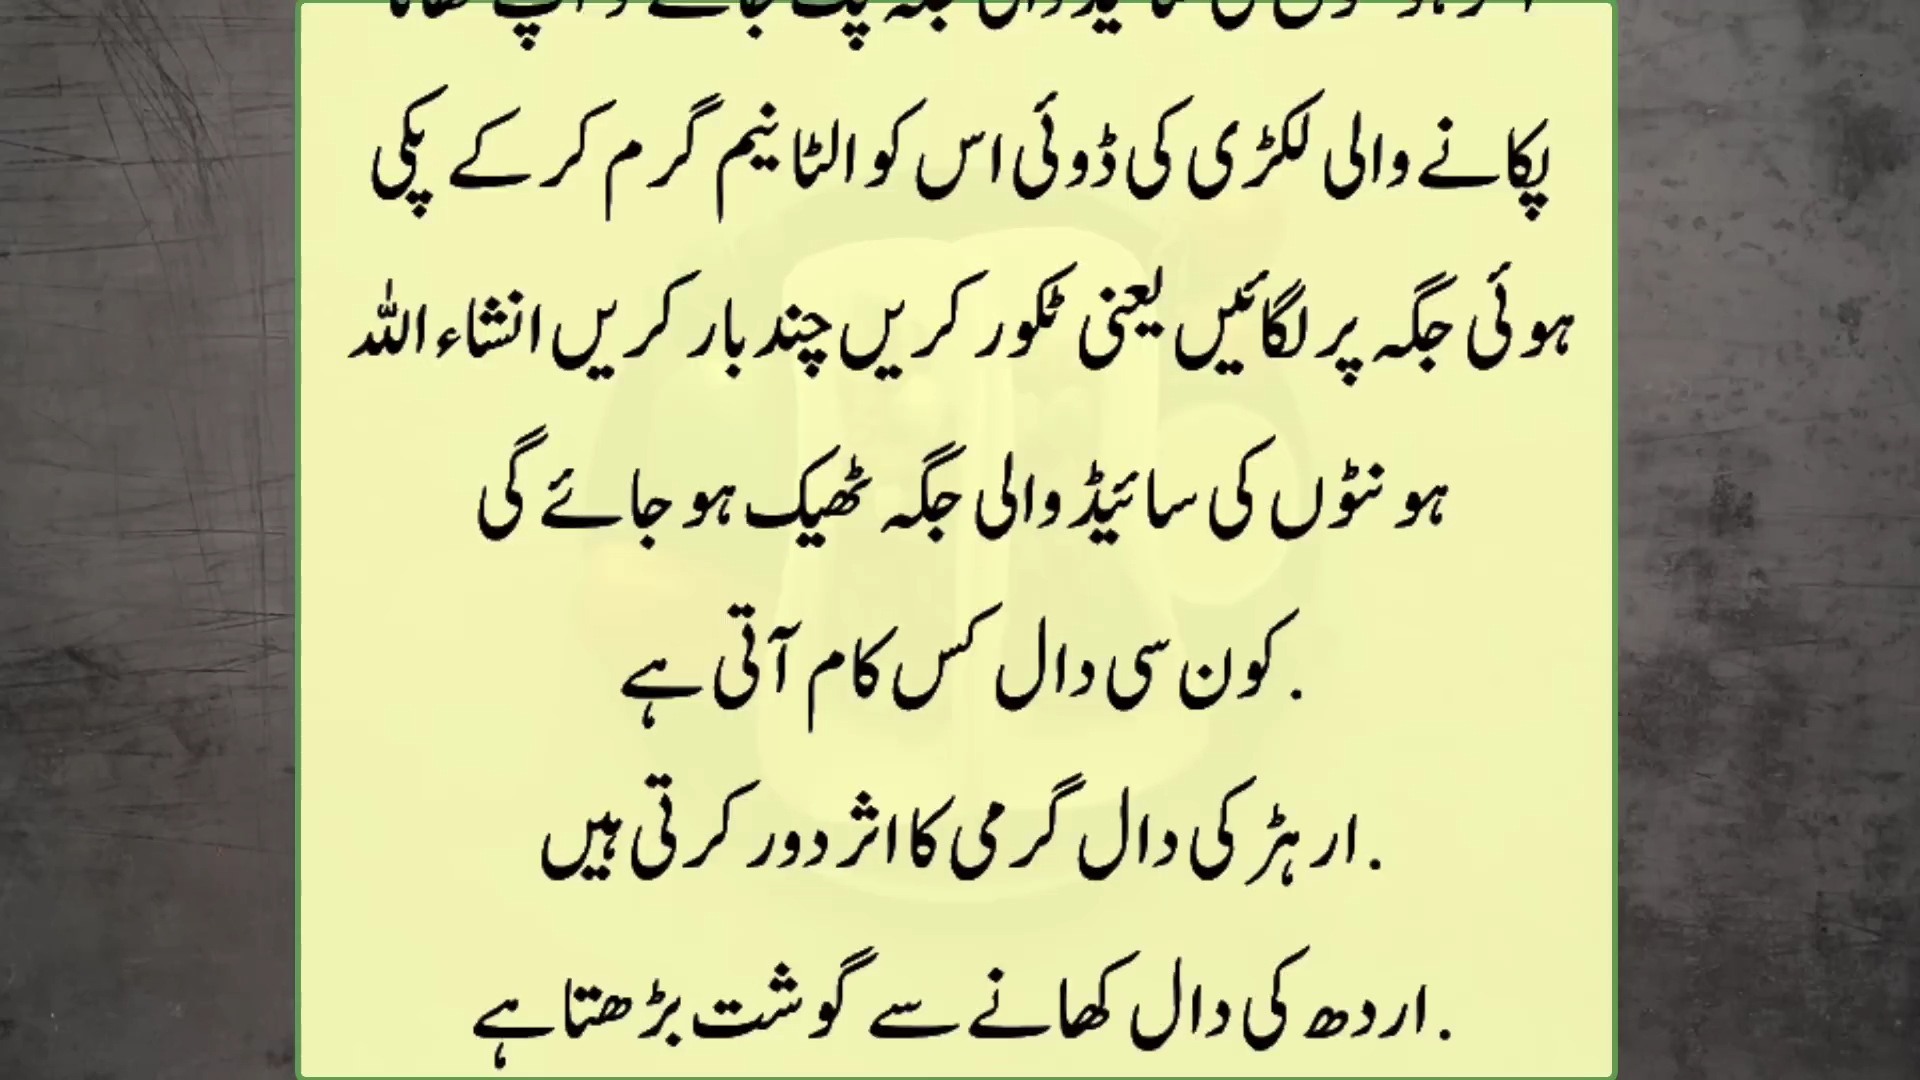 پکانے والی لکڑی کی ڈوئی اس کو الٹا نیم گرم کر کے پکی
ہوئی جگہ پر لگائیں یعنی ٹکور کریں چند بار کریں انشاء اللہ
ہونٹوں کی سائیڈ والی جگہ ٹھیک ہو جائے گی
. کون سی دال کس کام آتی ہے
. ارہڑ کی دال گرمی کا اثر دور کرتی ہیں
. اردھ کی دال کھانے سے گوشت بڑھتا ہے